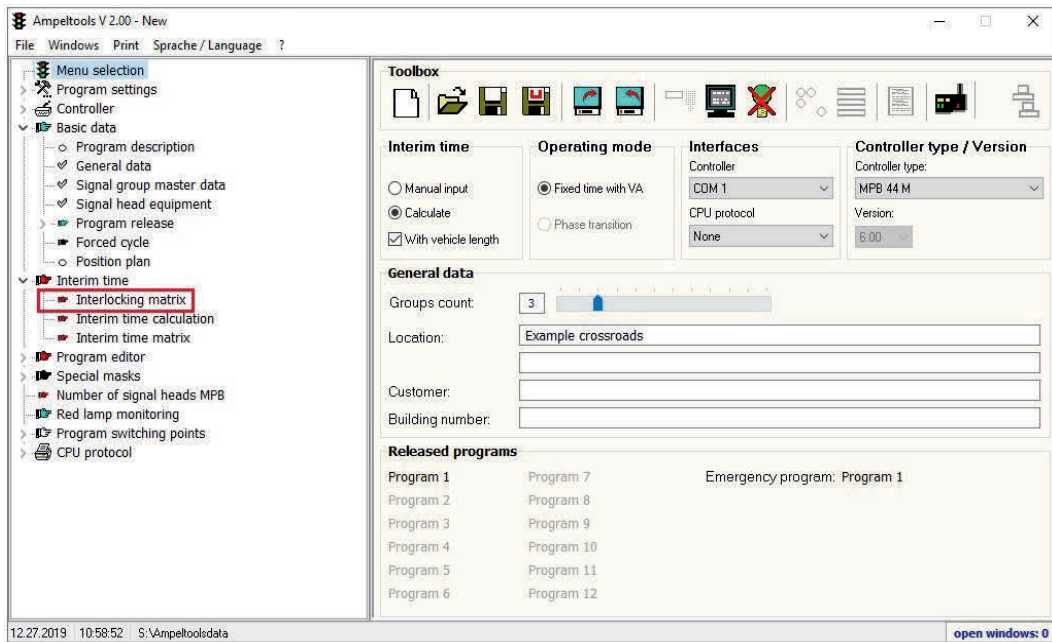 Ampeltools V 2.00 - New
File Windows Print Sprache / Language ?
Menu selection
Program settings
Controller
Basic data
Program description
General data
Signal group master data
Signal head equipment
Program release
Forced cycle
Position plan
Interim time
Interlocking matrix
Interim time calculation
Interim time matrix
Program editor
Special masks
Number of signal heads MPB
Red lamp monitoring
Program switching points
CPU protocol
Toolbox
Interim time
Manual input
Calculate
With vehicle length
Operating mode
Fixed time with VA
Phase transition
Interfaces
Controller
COM 1
CPU protocol
None
Controller type / Version
Controller type:
MPB 44 M
Version:
6.00
General data
Groups count: 3
Location: Example crossroads
Customer:
Building number:
Released programs
Program 1 Program 7 Emergency program: Program 1
Program 2 Program 8
Program 3 Program 9
Program 4 Program 10
Program 5 Program 11
Program 6 Program 12
12.27.2019 10:58:52 S:\Ampeltoolsdata open windows: 0